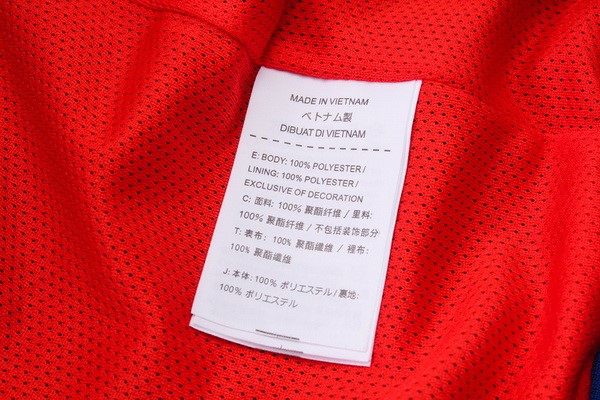 MADE IN VIETNAM
ベトナム製
DIBUAT DI VIETNAM
E: BODY: 100% POLYESTER /
LINING: 100% POLYESTER /
EXCLUSIVE OF DECORATION
C: 面料: 100% 聚酯纤维 / 里料:
100% 聚酯纤维 / 不包括装饰部分
T: 表布: 100% 聚酯纖維 / 裡布:
100% 聚酯纖維
J: 本体: 100% ポリエステル / 裏地:
100% ポリエステル